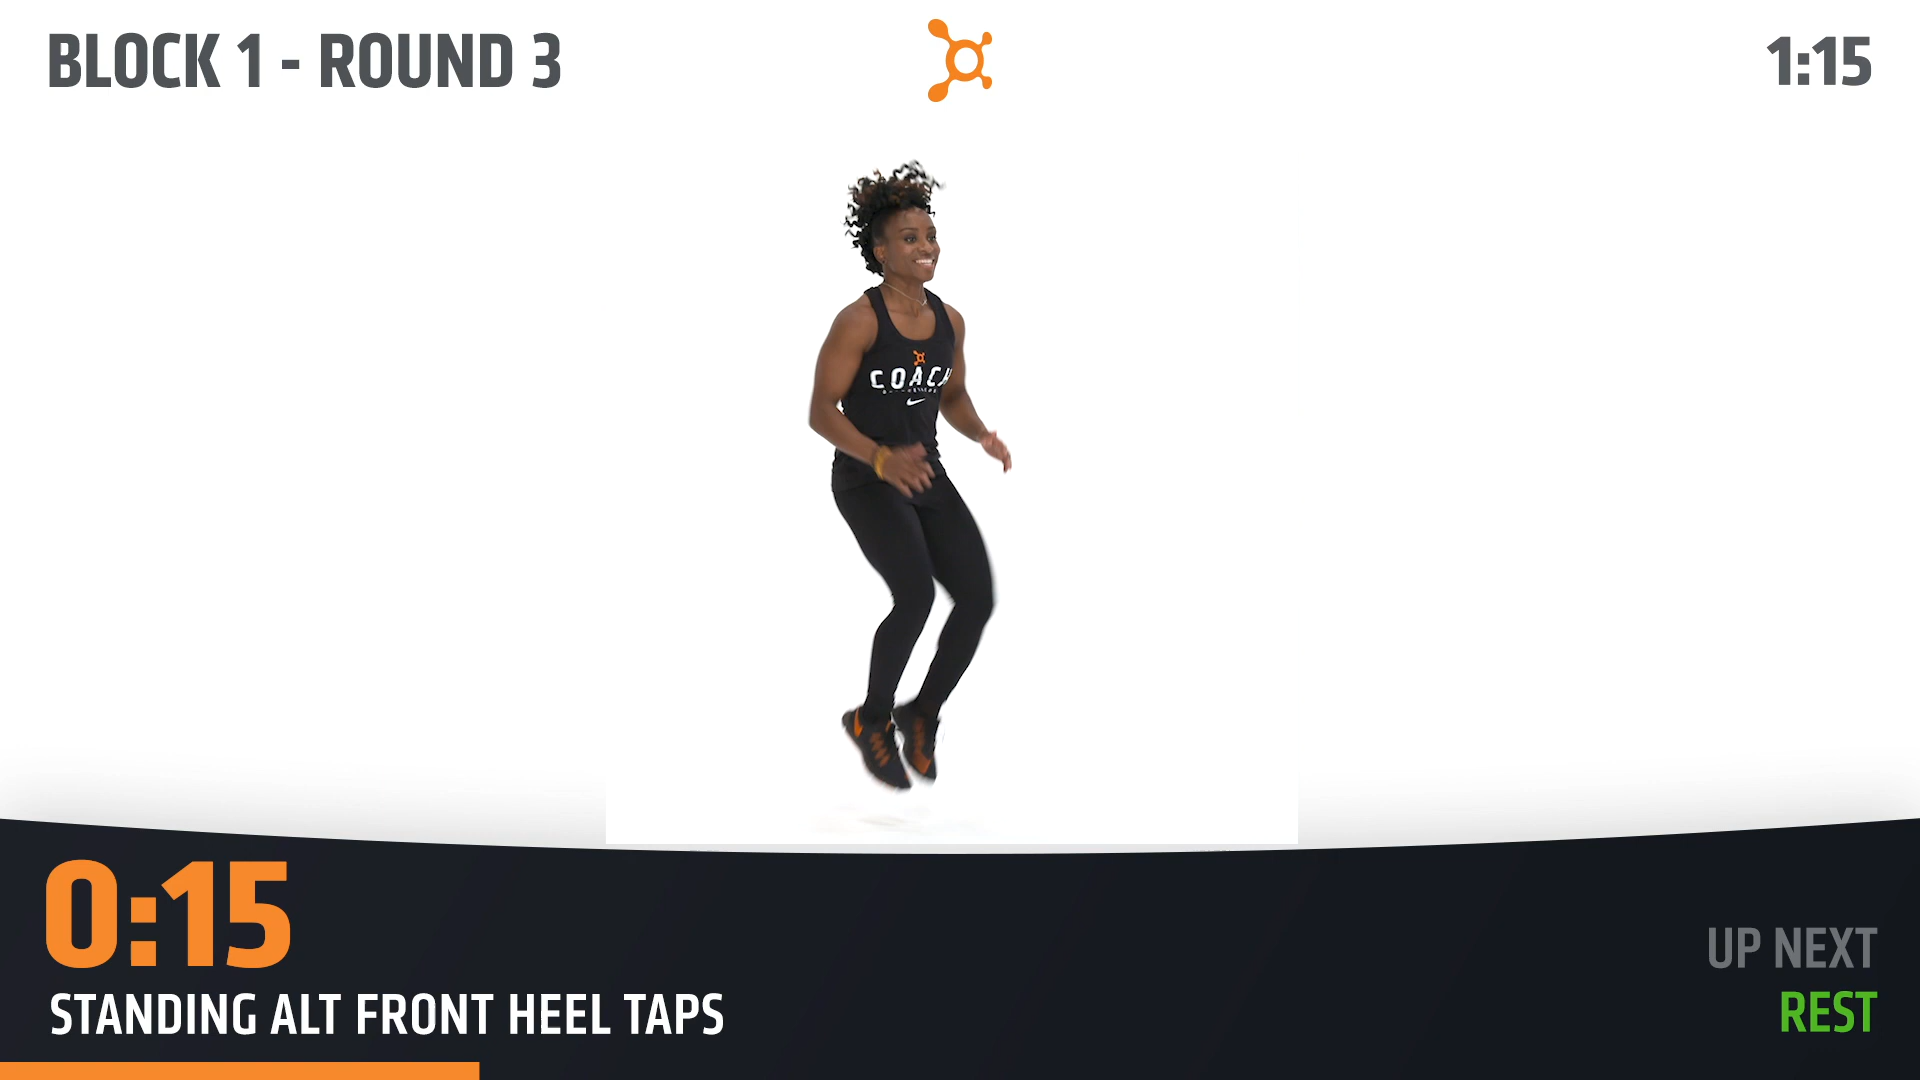 BLOCK 1 - ROUND 3
1:15
COACH
0:15
STANDING ALT FRONT HEEL TAPS
UP NEXT
REST